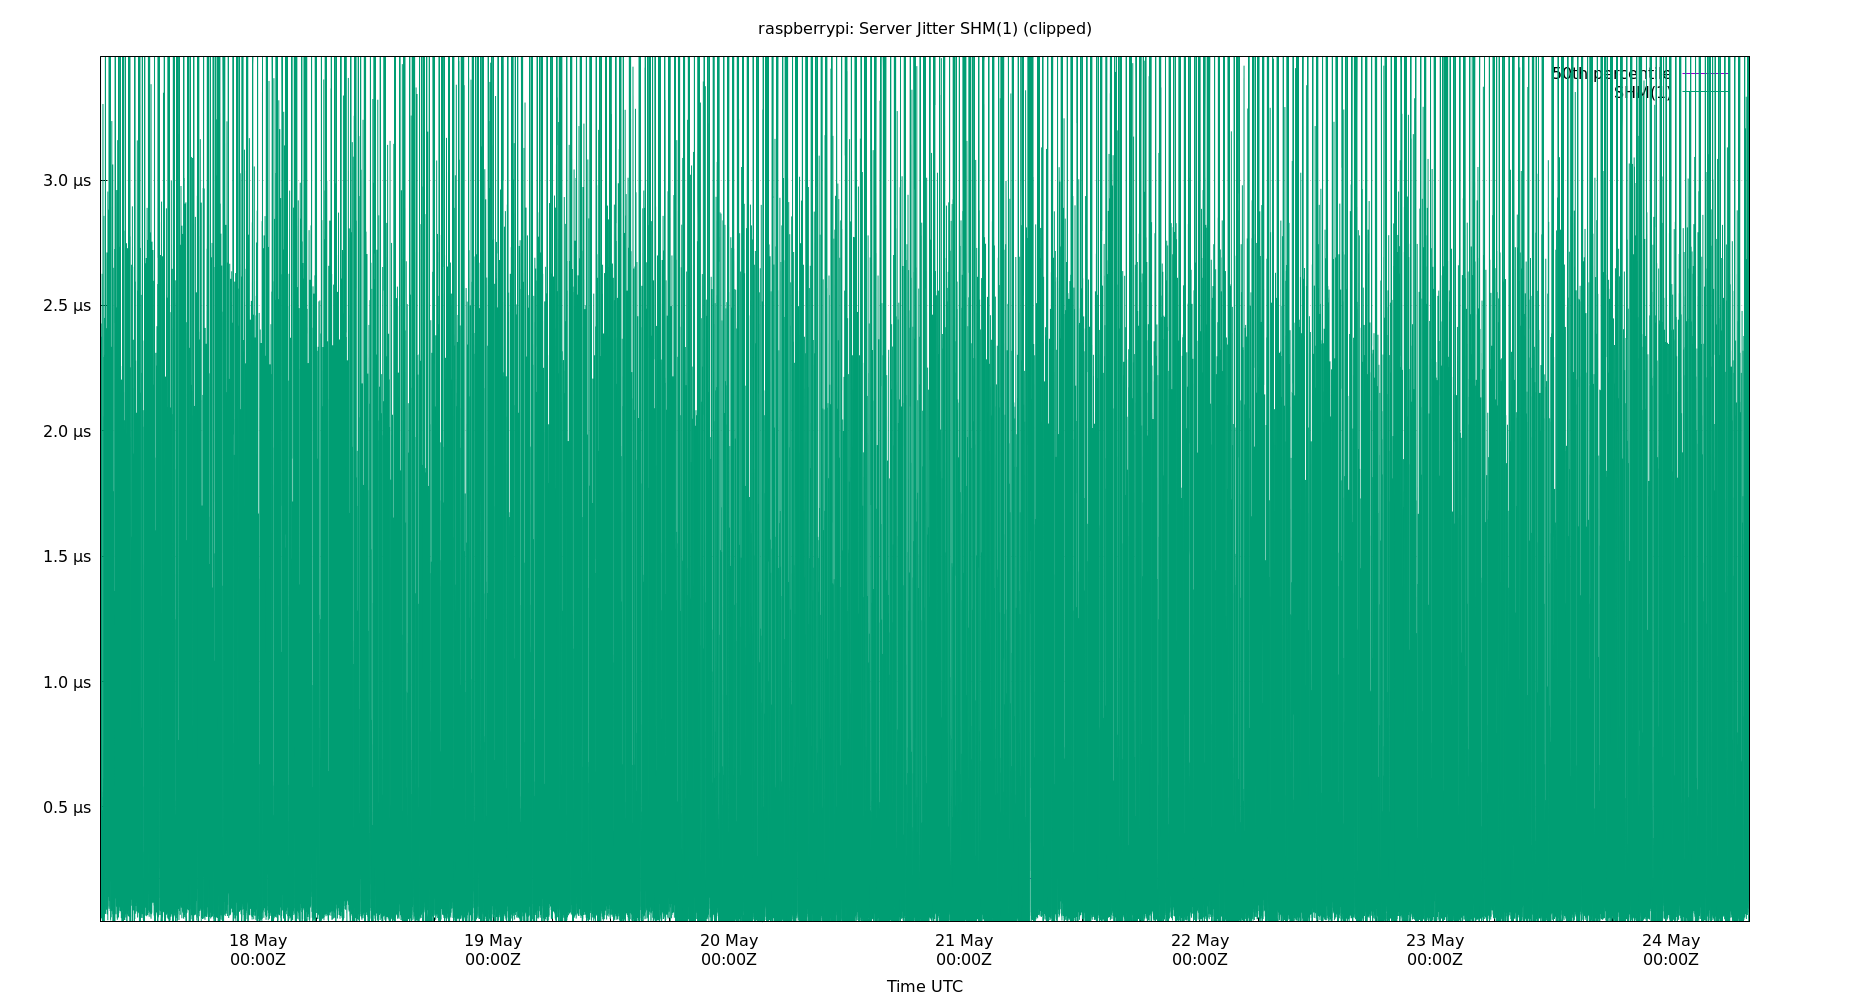 raspberrypi: Server Jitter SHM(1) (clipped)
50th percentile
SHM(1)
3.0 µs
2.5 µs
2.0 µs
1.5 µs
1.0 µs
0.5 µs
18 May 19 May 20 May 21 May 22 May 23 May 24 May
00:00Z 00:00Z 00:00Z 00:00Z 00:00Z 00:00Z 00:00Z
Time UTC